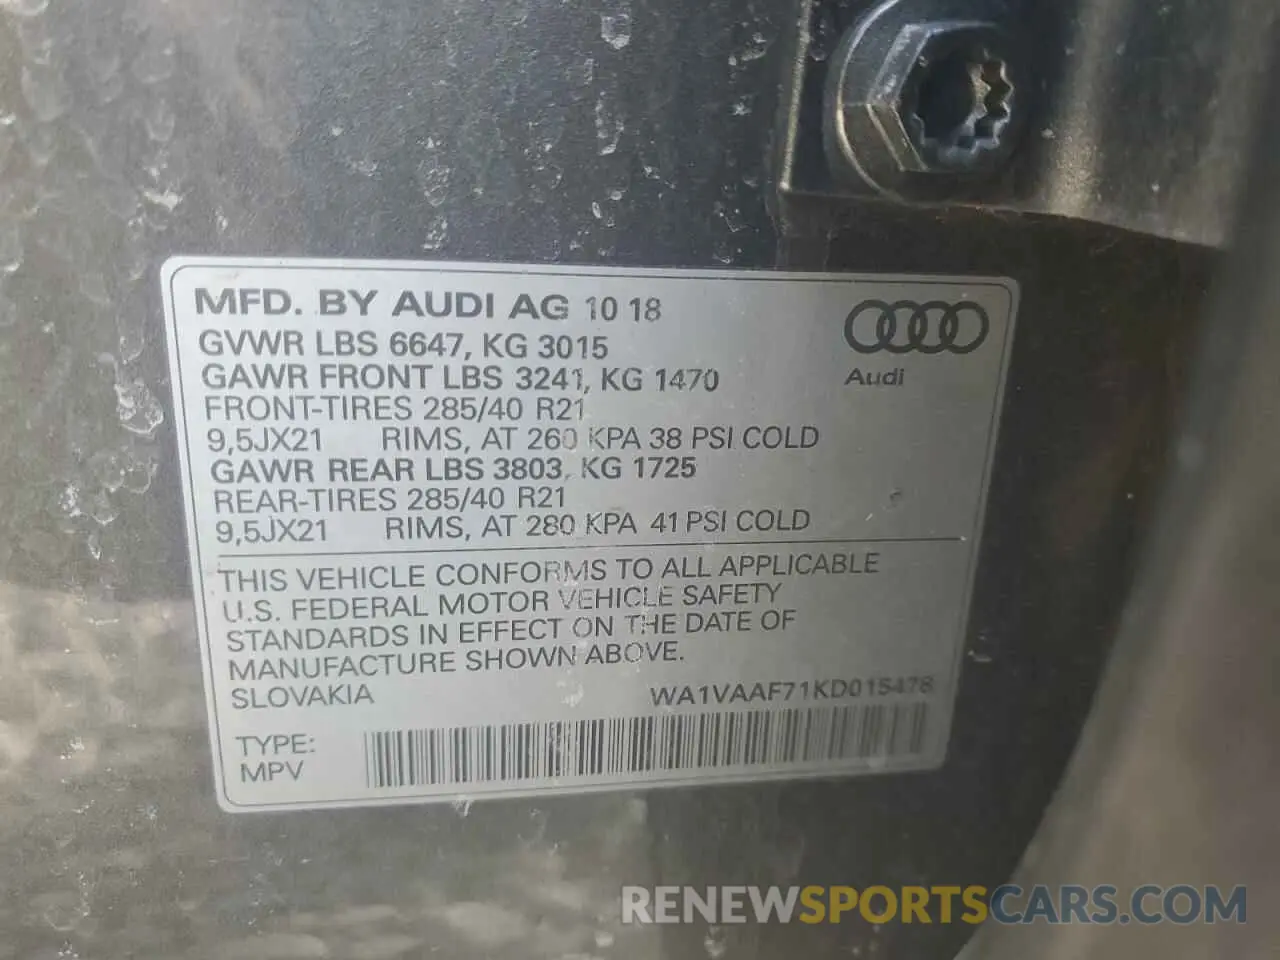 MFD. BY AUDI AG 10 18
GVWR LBS 6647, KG 3015
GAWR FRONT LBS 3241, KG 1470
FRONT-TIRES 285/40 R21
9,5JX21 RIMS, AT 260 KPA 38 PSI COLD
GAWR REAR LBS 3803, KG 1725
REAR-TIRES 285/40 R21
9,5JX21 RIMS, AT 280 KPA 41 PSI COLD
Audi
THIS VEHICLE CONFORMS TO ALL APPLICABLE
U.S. FEDERAL MOTOR VEHICLE SAFETY
STANDARDS IN EFFECT ON THE DATE OF
MANUFACTURE SHOWN ABOVE.
SLOVAKIA WA1VAAF71KD015478
TYPE:
MPV
RENEWSPORTSCARS.COM